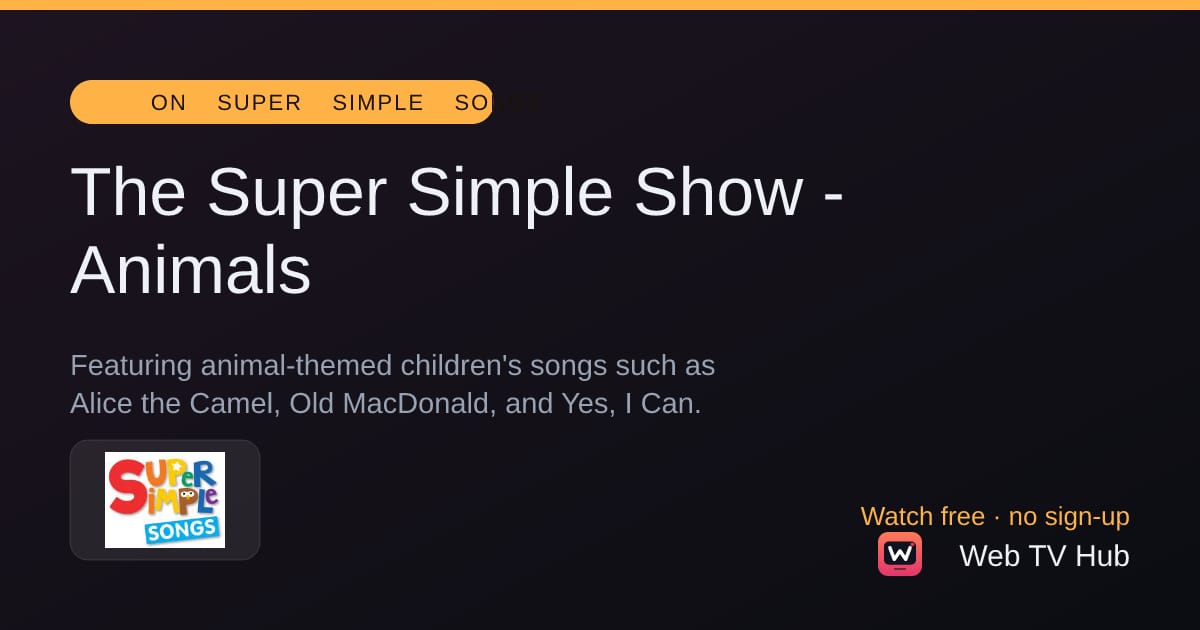 ON SUPER SIMPLE SONGS
The Super Simple Show -
Animals
Featuring animal-themed children's songs such as
Alice the Camel, Old MacDonald, and Yes, I Can.
SUPER
SiMPLe
SONGS
Watch free · no sign-up
W
Web TV Hub